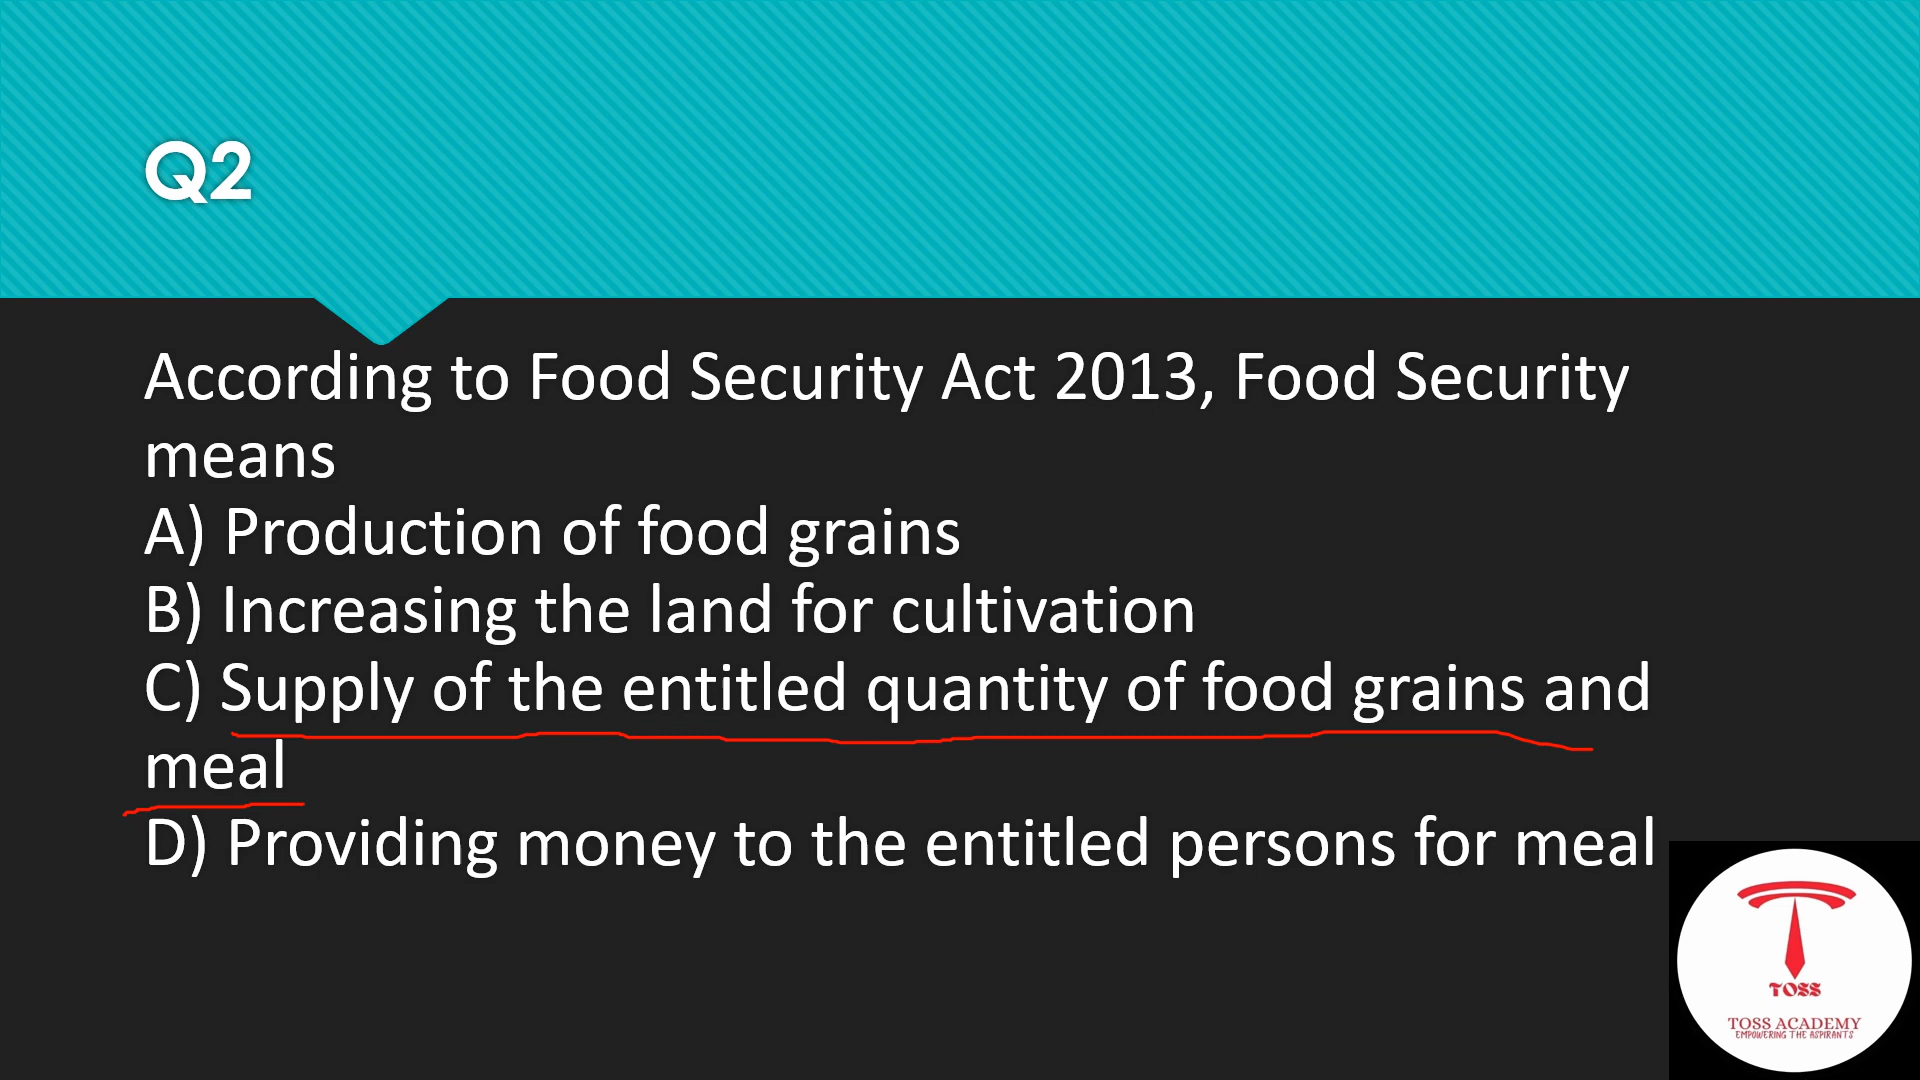 Q2
According to Food Security Act 2013, Food Security
means
A) Production of food grains
B) Increasing the land for cultivation
C) Supply of the entitled quantity of food grains and
meal
D) Providing money to the entitled persons for meal
TOSS
TOSS ACADEMY
EMPOWERING THE ASPIRANTS